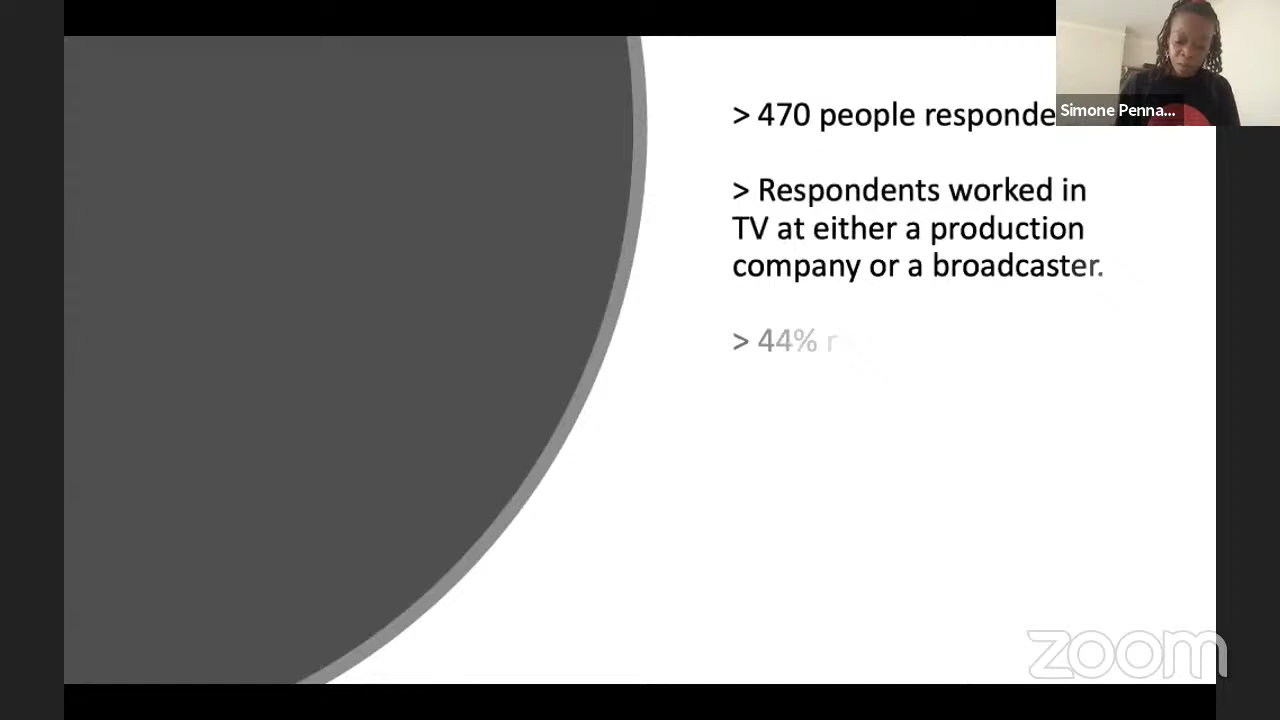 > 470 people responde
Simone Penna...
> Respondents worked in
TV at either a production
company or a broadcaster.
> 44% r
zoom